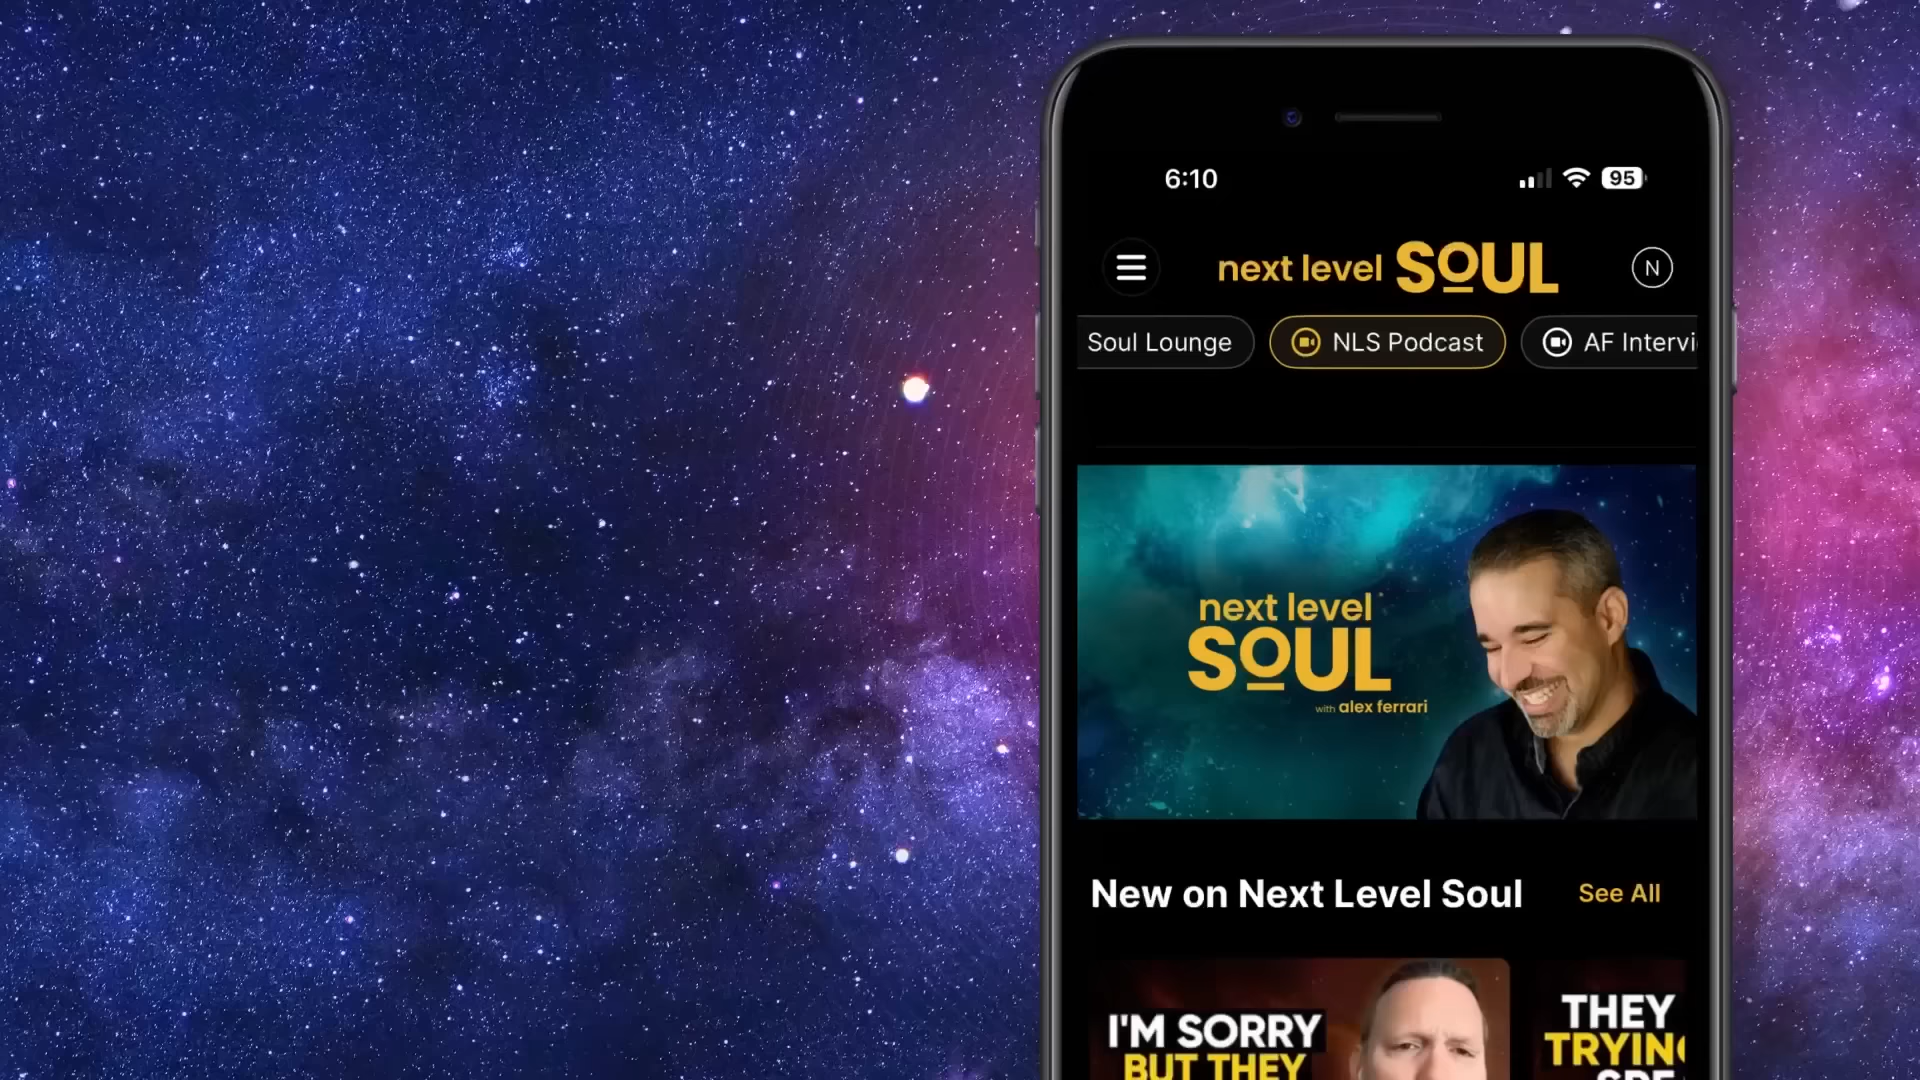 6:10
95
next level SOUL
N
Soul Lounge
NLS Podcast
AF Intervi
next level
SOUL
with alex ferrari
New on Next Level Soul
See All
I'M SORRY
BUT THEY
THEY
TRYING